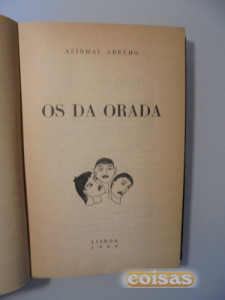 AZINHAL ABELHO
OS DA ORADA
LISBOA
coisas